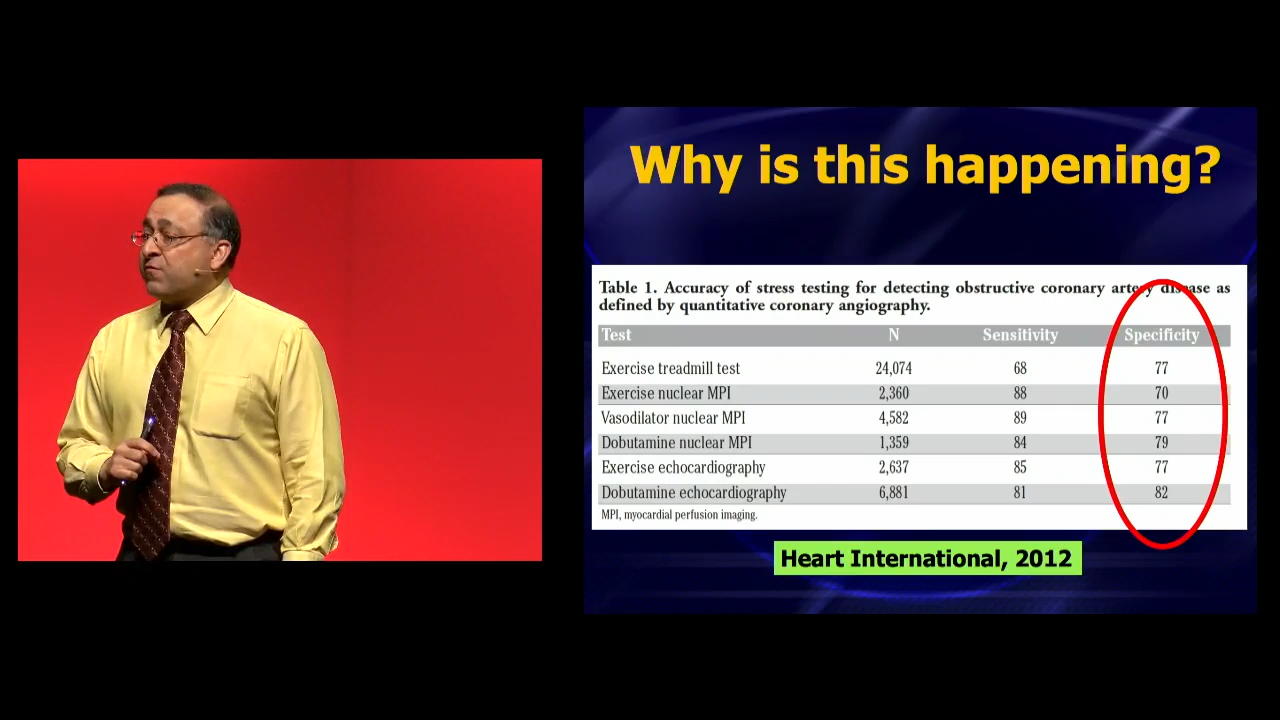 Why is this happening?
Table 1. Accuracy of stress testing for detecting obstructive coronary artery disease as
defined by quantitative coronary angiography.
Test N Sensitivity Specificity
Exercise treadmill test 24,074 68 77
Exercise nuclear MPI 2,360 88 70
Vasodilator nuclear MPI 4,582 89 77
Dobutamine nuclear MPI 1,359 84 79
Exercise echocardiography 2,637 85 77
Dobutamine echocardiography 6,881 81 82
MPI, myocardial perfusion imaging.
Heart International, 2012